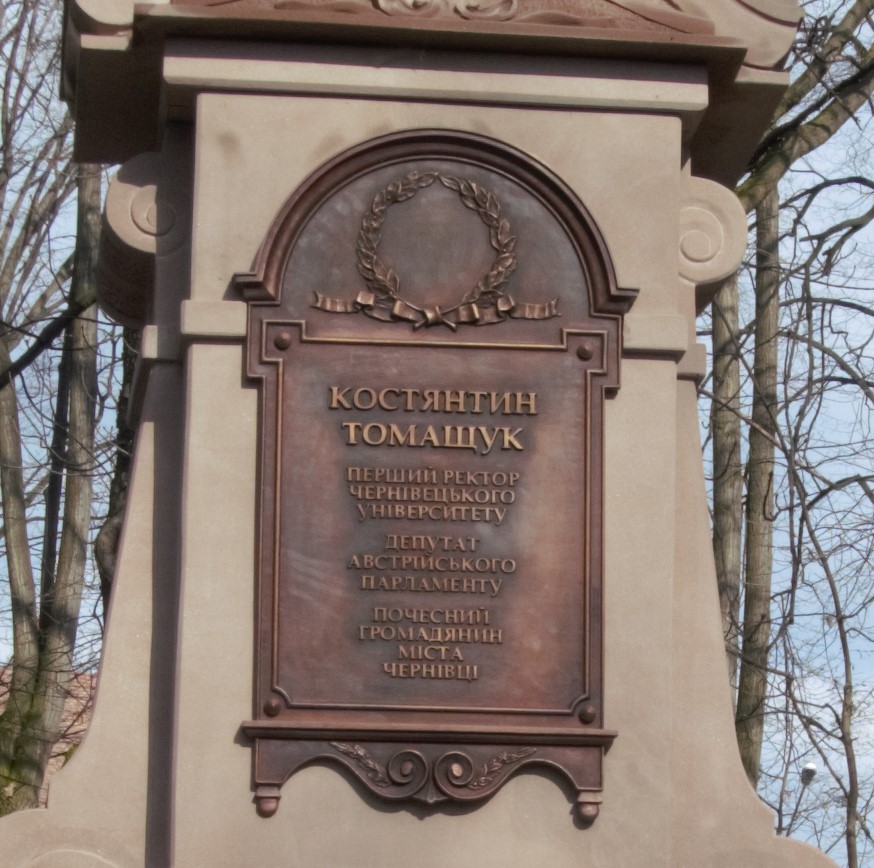 КОСТЯНТИН
ТОМАЩУК
ПЕРШИЙ РЕКТОР
ЧЕРНІВЕЦЬКОГО
УНІВЕРСИТЕТУ
ДЕПУТАТ
АВСТРІЙСЬКОГО
ПАРЛАМЕНТУ
ПОЧЕСНИЙ
ГРОМАДЯНИН
МІСТА
ЧЕРНІВЦІ